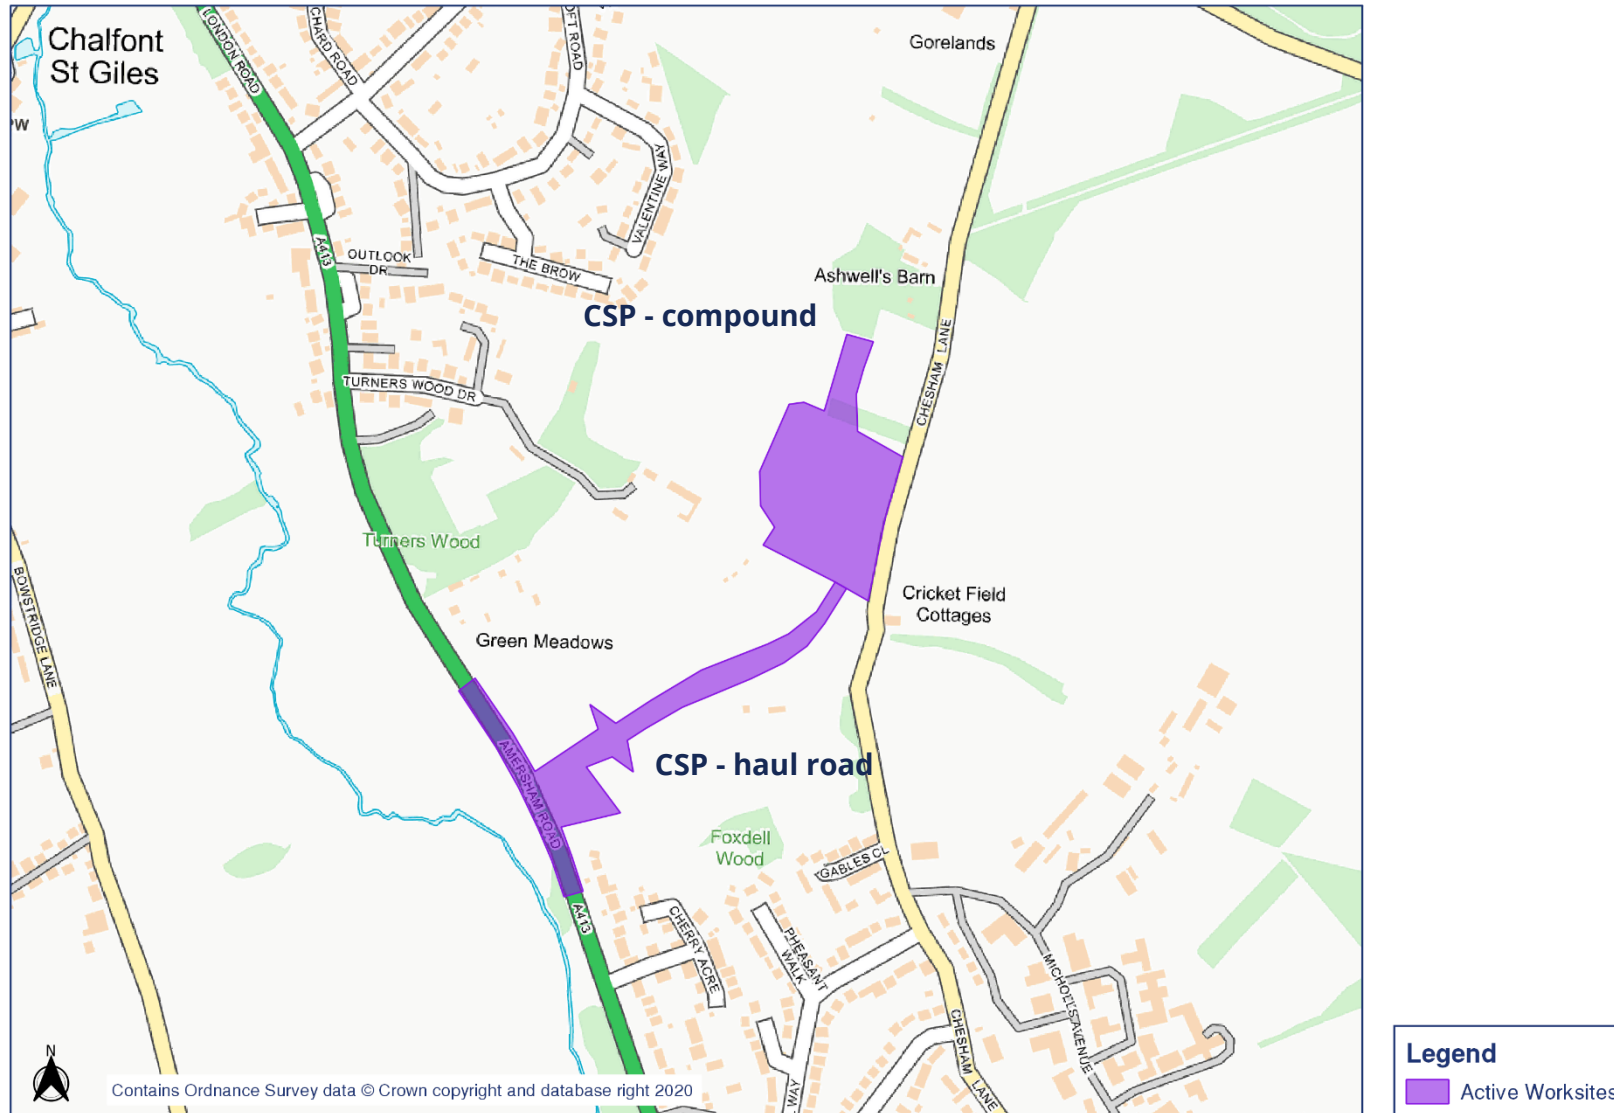 Chalfont
St Giles
PW
LONDON ROAD
CHARD ROAD
OFT ROAD
Gorelands
VALENTINE WAY
A413
OUTLOOK
DR
THE BROW
Ashwell's Barn
CSP - compound
CHESHAM LANE
TURNERS WOOD DR
Turners Wood
BOWSTRIDGE LANE
Cricket Field
Cottages
Green Meadows
AMERSHAM ROAD
CSP - haul road
Foxdell
Wood
GABLES CL
A413
CHERRY ACRE
PHEASANT
WALK
MICHOLLS AVENUE
CHESHAM LANE
WAY
N
Contains Ordnance Survey data © Crown copyright and database right 2020
Legend
Active Worksites